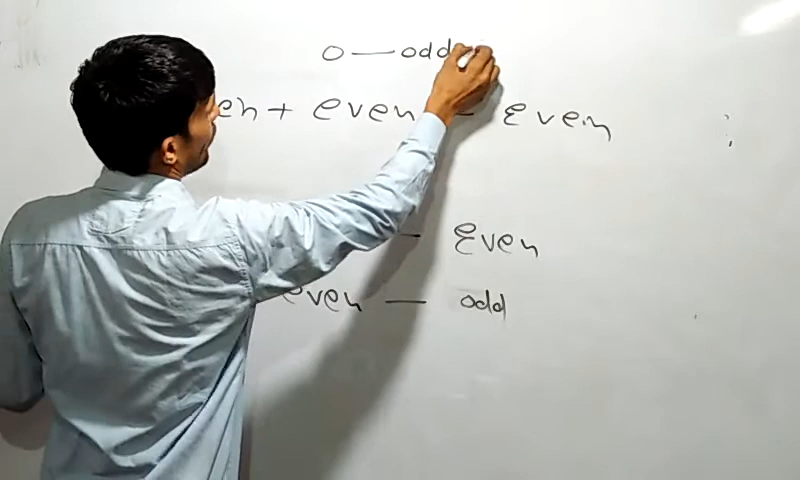 o — odd
en + even — Even
— Even
even — odd